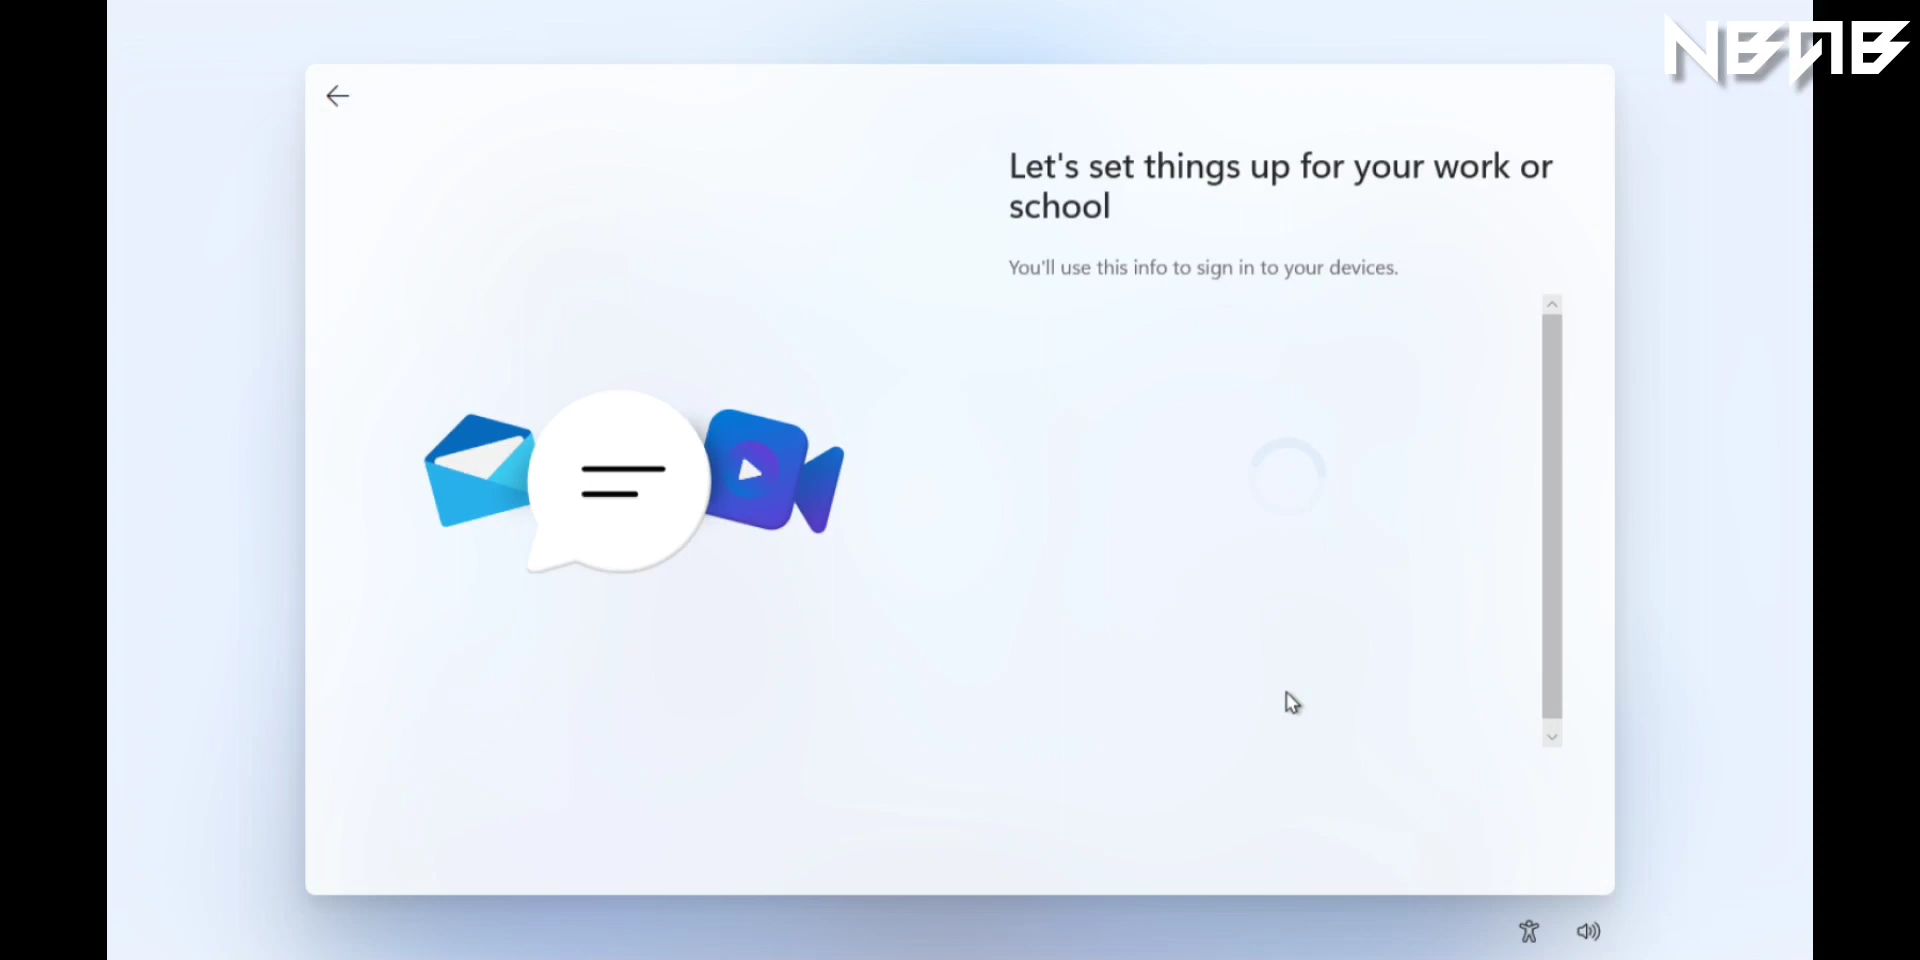 NBAB
Let's set things up for your work or
school
You'll use this info to sign in to your devices.